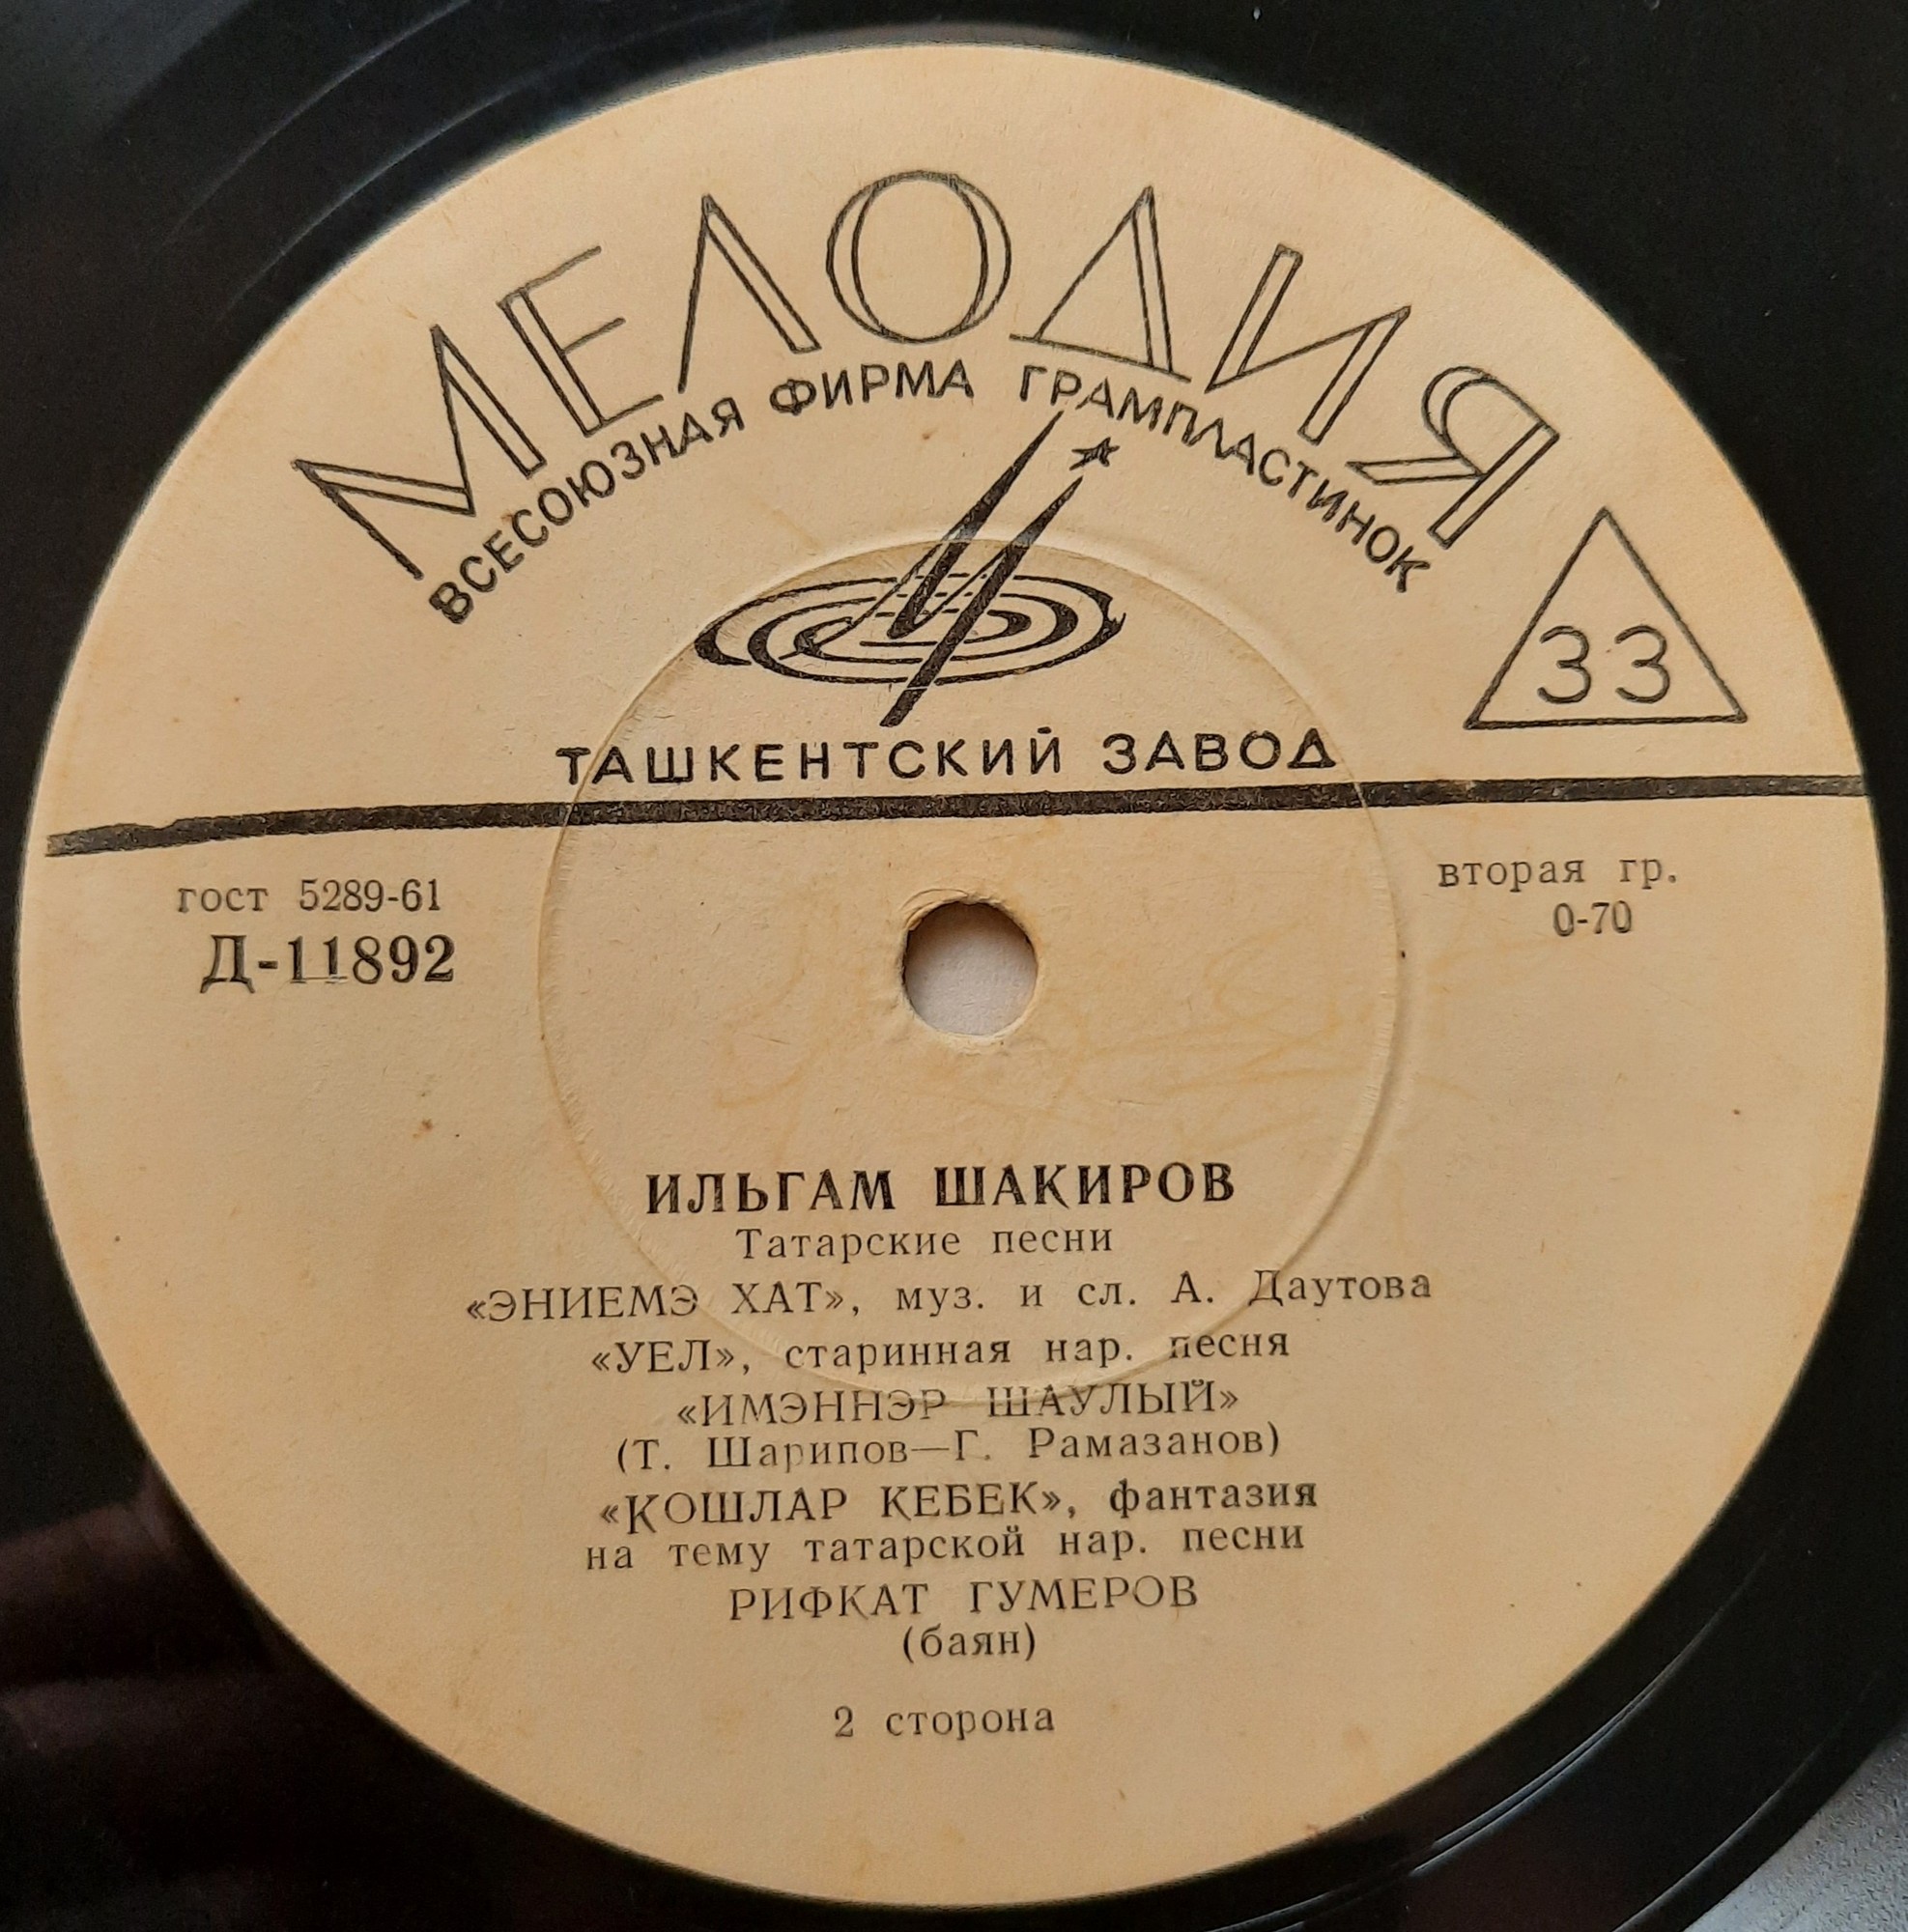 МЕЛОДИЯ
ВСЕСОЮЗНАЯ ФИРМА ГРАМПЛАСТИНОК
33
ТАШКЕНТСКИЙ ЗАВОД
гост 5289-61
Д-11892
вторая гр.
0-70
ИЛЬГАМ ШАКИРОВ
Татарские песни
«ЭНИЕМЭ ХАТ», муз. и сл. А. Даутова
«УЕЛ», старинная нар. песня
«ИМЭННЭР ШАУЛЫЙ»
(Т. Шарипов—Г. Рамазанов)
«КОШЛАР КЕБЕК», фантазия
на тему татарской нар. песни
РИФКАТ ГУМЕРОВ
(баян)
2 сторона